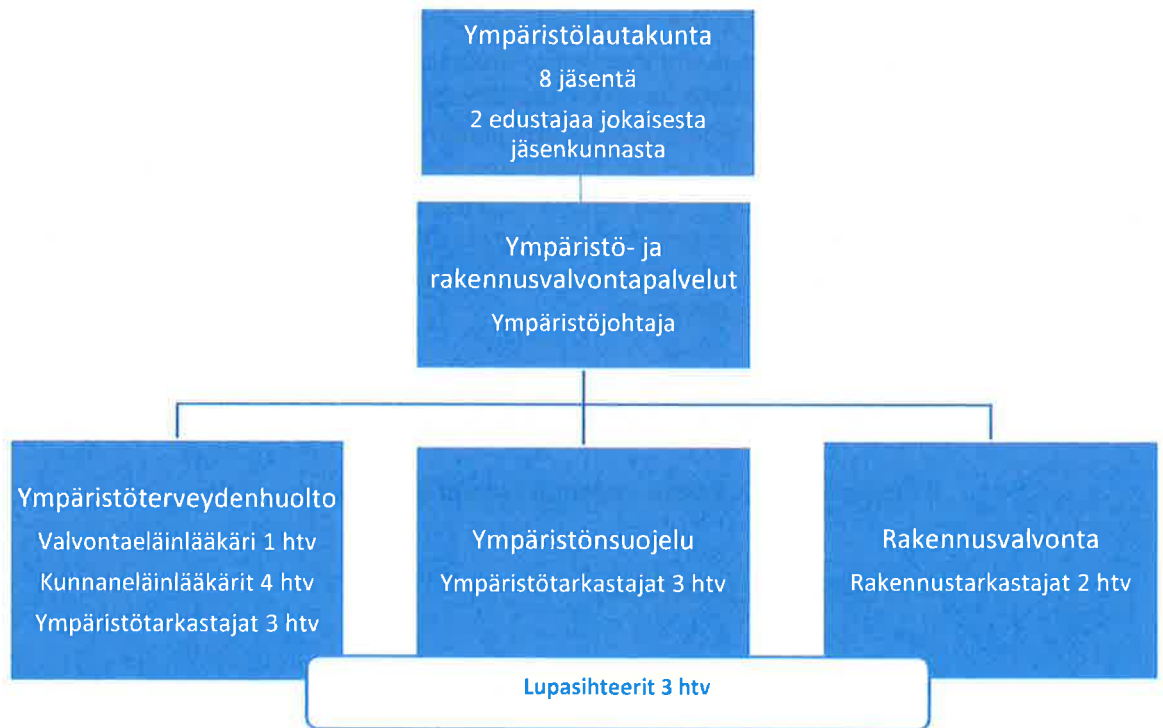 Ympäristölautakunta
8 jäsentä
2 edustajaa jokaisesta
jäsenkunnasta
Ympäristö- ja
rakennusvalvontapalvelut
Ympäristöjohtaja
Ympäristöterveydenhuolto
Valvontaeläinlääkäri 1 htv
Kunnaneläinlääkärit 4 htv
Ympäristötarkastajat 3 htv
Ympäristönsuojelu
Ympäristötarkastajat 3 htv
Rakennusvalvonta
Rakennustarkastajat 2 htv
Lupasihteerit 3 htv